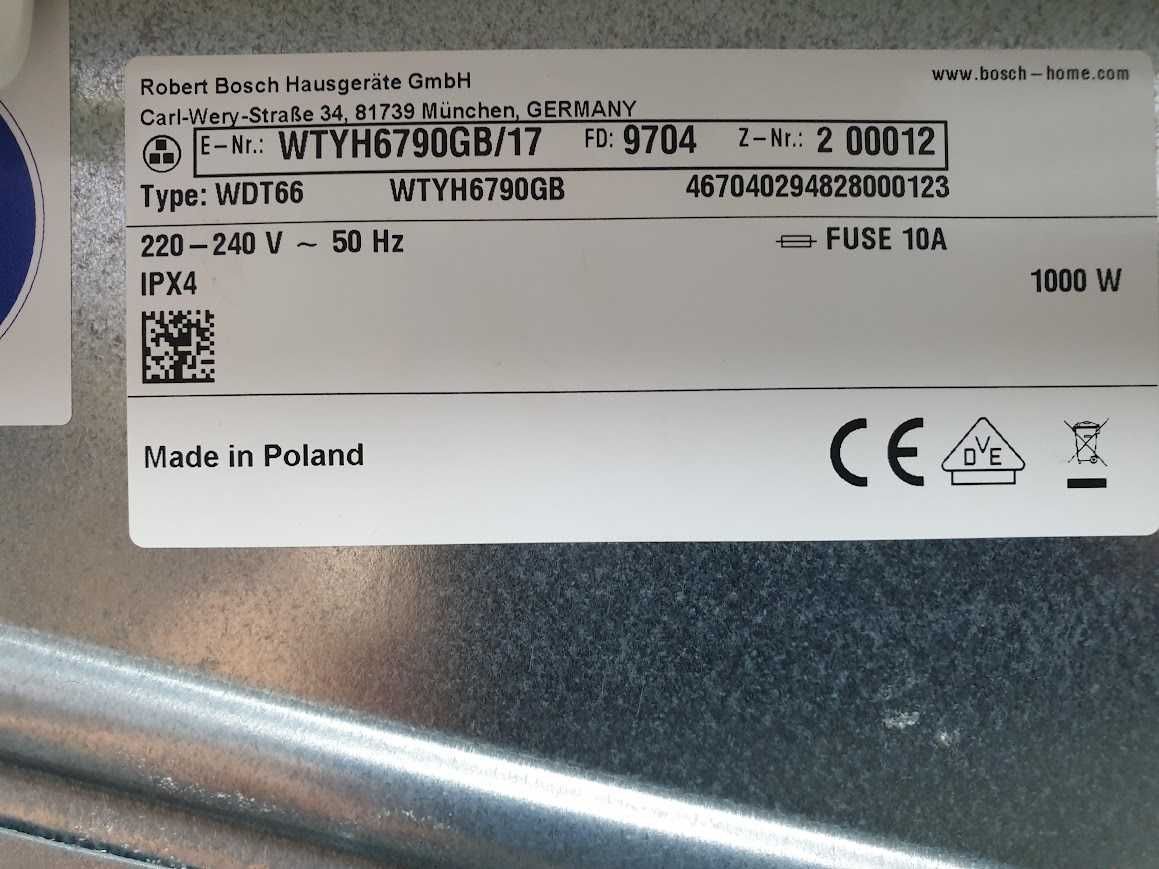 Robert Bosch Hausgeräte GmbH
www.bosch-home.com
Carl-Wery-Straße 34, 81739 München, GERMANY
E-Nr.: WTYH6790GB/17 FD: 9704 Z-Nr.: 2 00012
Type: WDT66 WTYH6790GB 467040294828000123
220-240 V ~ 50 Hz FUSE 10A
IPX4 1000 W
Made in Poland CE DVE